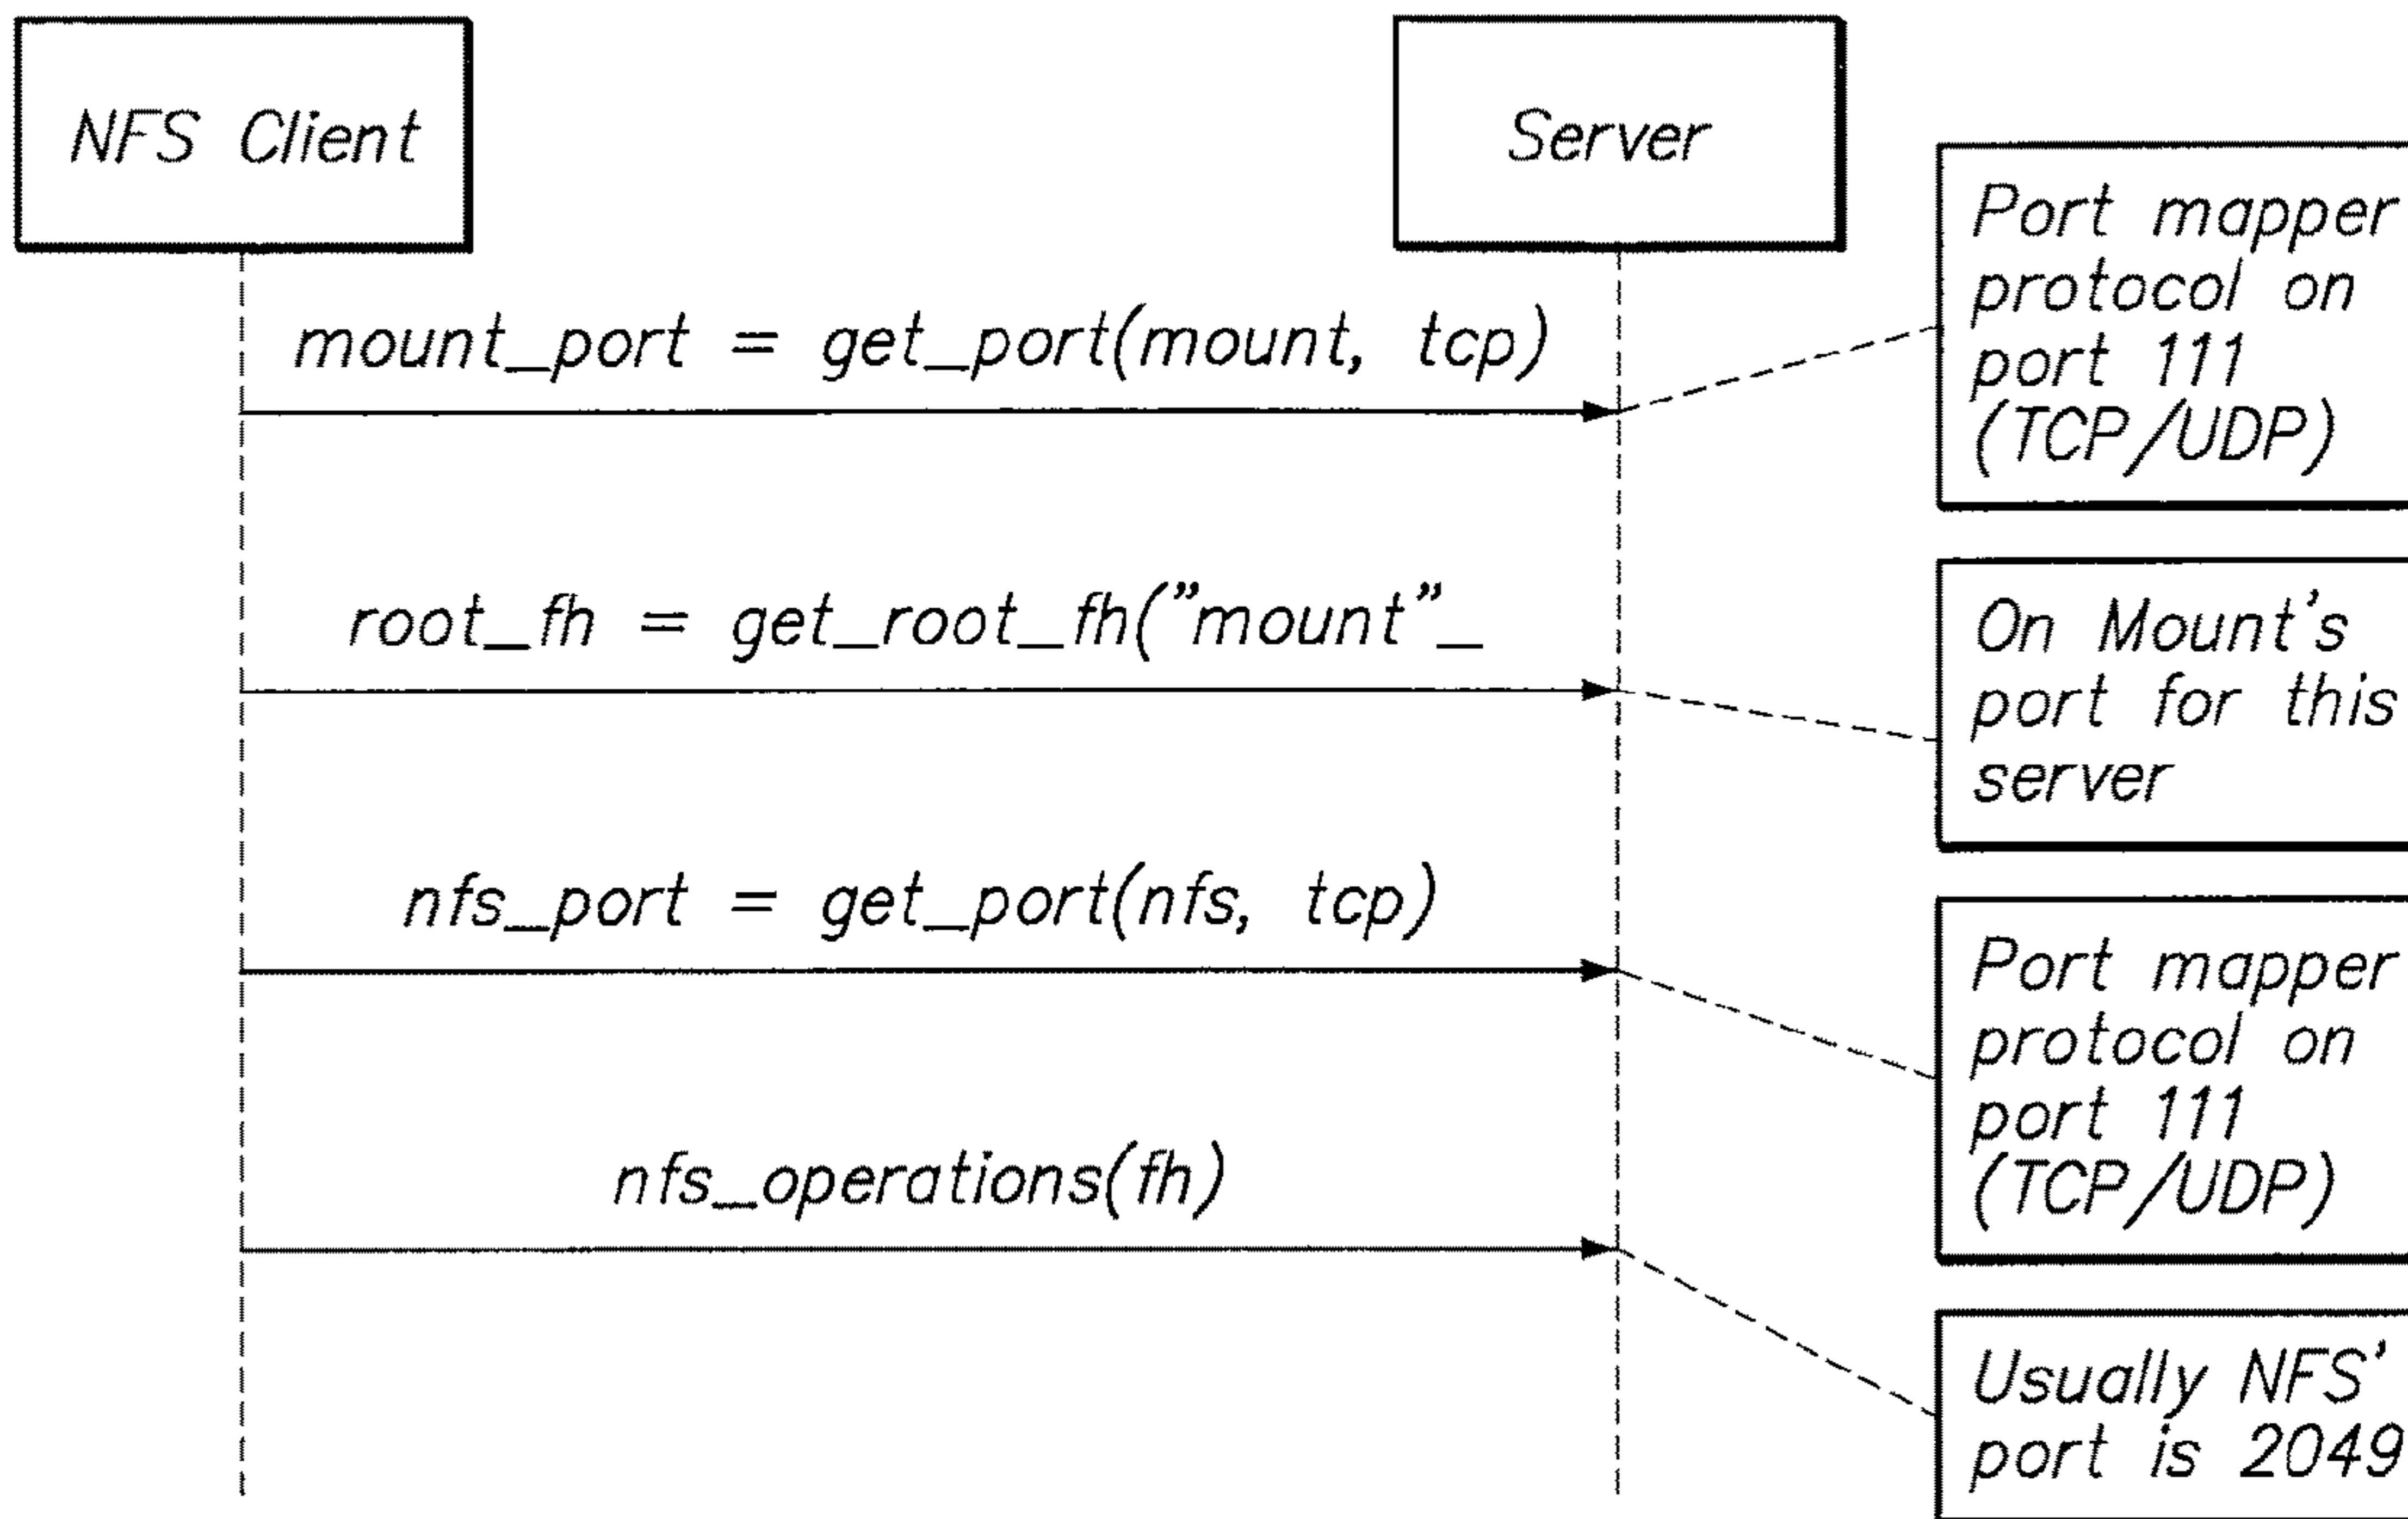 NFS Client
Server
Port mapper
protocol on
port 111
(TCP/UDP)
mount_port = get_port(mount, tcp)
root_fh = get_root_fh("mount"_
On Mount's
port for this
server
nfs_port = get_port(nfs, tcp)
Port mapper
protocol on
port 111
(TCP/UDP)
nfs_operations(fh)
Usually NFS'
port is 2049